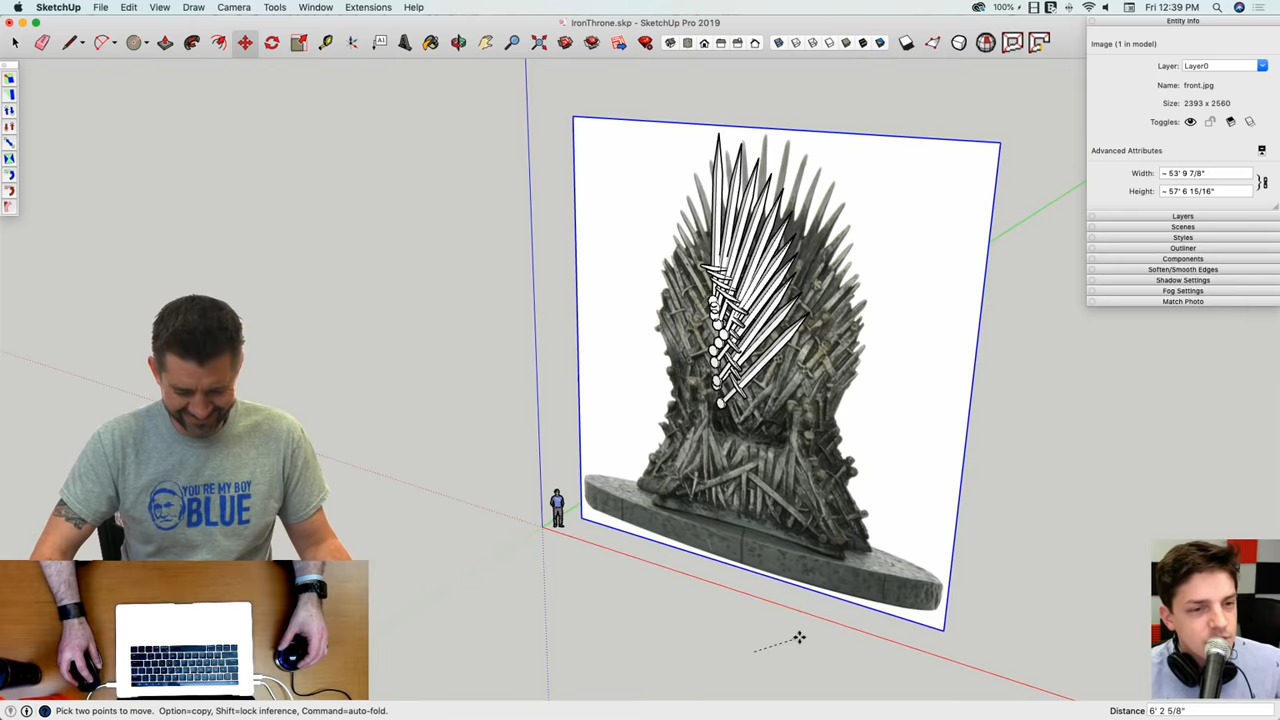 SketchUp File Edit View Draw Camera Tools Window Extensions Help
100% Fri 12:39 PM
IronThrone.skp - SketchUp Pro 2019
Entity Info
Image (1 in model)
Layer: Layer0
Name: front.jpg
Size: 2393 x 2560
Toggles:
Advanced Attributes
Width: ~ 53' 9 7/8"
Height: ~ 57' 6 15/16"
Layers
Scenes
Styles
Outliner
Components
Soften/Smooth Edges
Shadow Settings
Fog Settings
Match Photo
YOU'RE MY BOY
BLUE
Pick two points to move. Option=copy, Shift=lock inference, Command=auto-fold.
Distance 6' 2 5/8"